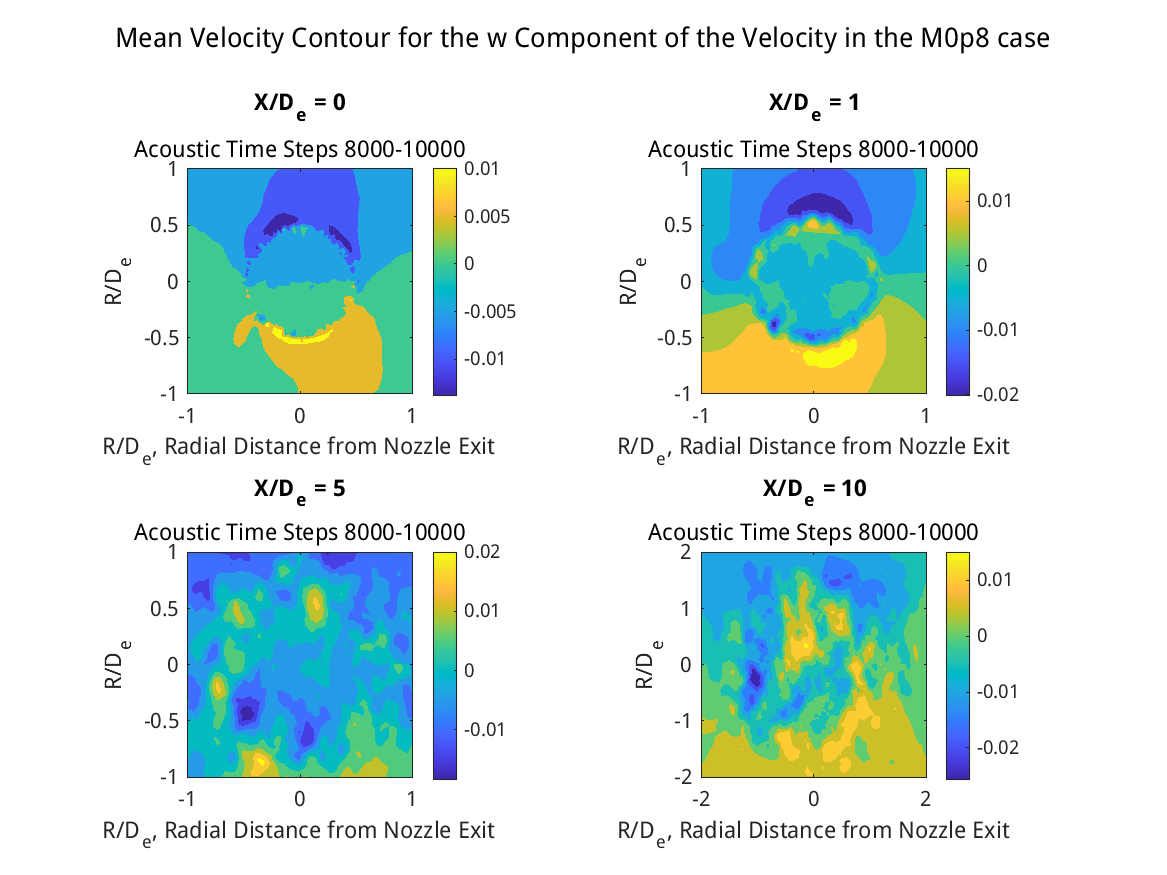 Mean Velocity Contour for the w Component of the Velocity in the M0p8 case
X/De = 0
Acoustic Time Steps 8000-10000
1
0.5
0
-0.5
-1
R/De
-1 0 1
R/De, Radial Distance from Nozzle Exit
0.01
0.005
0
-0.005
-0.01
X/De = 1
Acoustic Time Steps 8000-10000
1
0.5
0
-0.5
-1
R/De
-1 0 1
R/De, Radial Distance from Nozzle Exit
0.01
0
-0.01
-0.02
X/De = 5
Acoustic Time Steps 8000-10000
1
0.5
0
-0.5
-1
R/De
-1 0 1
R/De, Radial Distance from Nozzle Exit
0.02
0.01
0
-0.01
X/De = 10
Acoustic Time Steps 8000-10000
2
1
0
-1
-2
R/De
-2 0 2
R/De, Radial Distance from Nozzle Exit
0.01
0
-0.01
-0.02